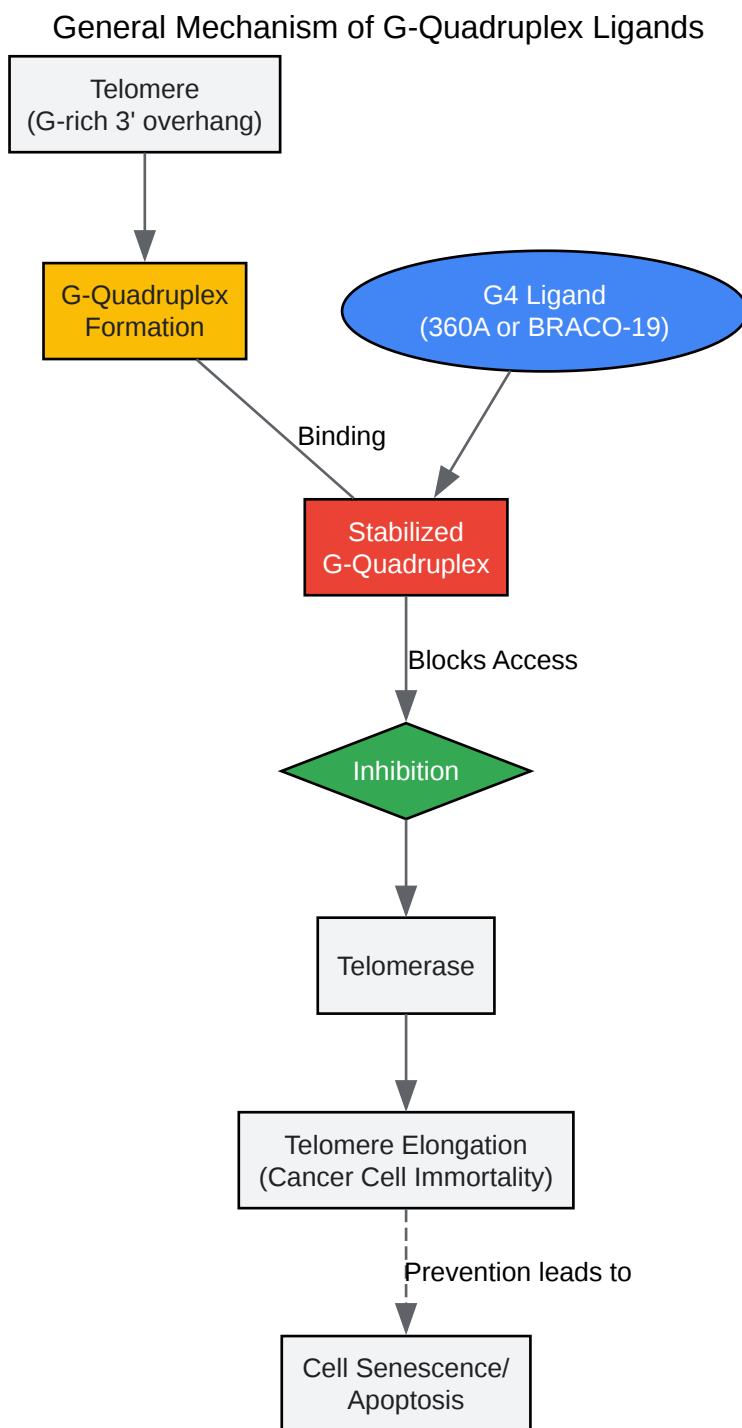 General Mechanism of G-Quadruplex Ligands
Telomere
(G-rich 3' overhang)
G-Quadruplex
Formation
G4 Ligand
(360A or BRACO-19)
Binding
Stabilized
G-Quadruplex
Blocks Access
Inhibition
Telomerase
Telomere Elongation
(Cancer Cell Immortality)
Prevention leads to
Cell Senescence/
Apoptosis